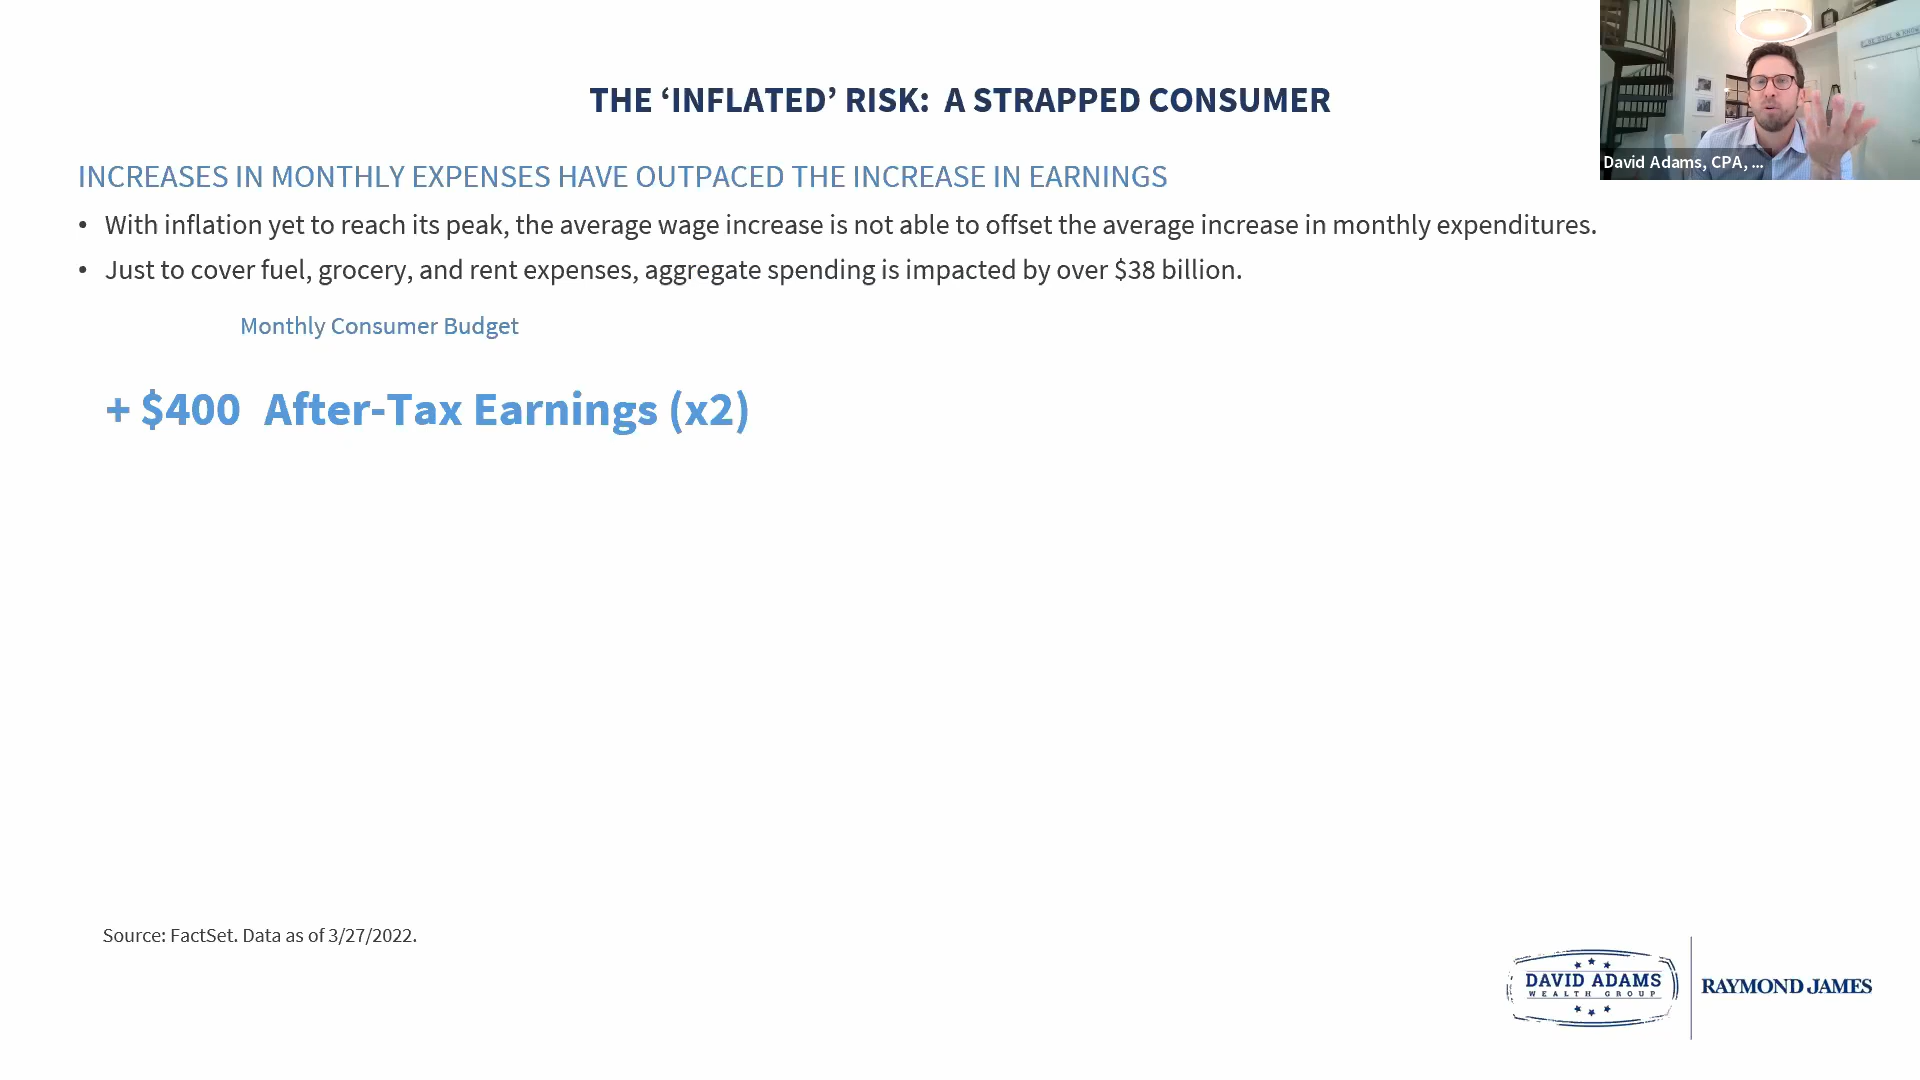 THE ‘INFLATED’ RISK:  A STRAPPED CONSUMER
INCREASES IN MONTHLY EXPENSES HAVE OUTPACED THE INCREASE IN EARNINGS
• With inflation yet to reach its peak, the average wage increase is not able to offset the average increase in monthly expenditures.
• Just to cover fuel, grocery, and rent expenses, aggregate spending is impacted by over $38 billion.
Monthly Consumer Budget
+ $400 After-Tax Earnings (x2)
Source: FactSet. Data as of 3/27/2022.
David Adams, CPA, ...
DAVID ADAMS
WEALTH GROUP
RAYMOND JAMES